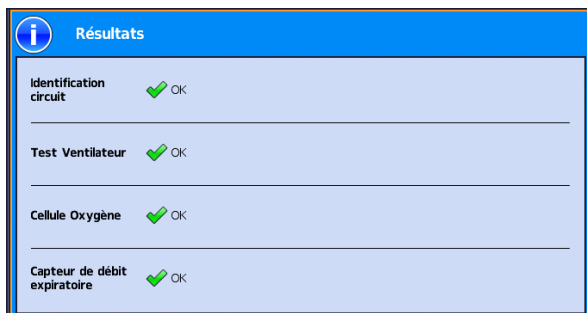 Résultats
Identification
circuit
OK
Test Ventilateur OK
Cellule Oxygène OK
Capteur de débit
expiratoire
OK